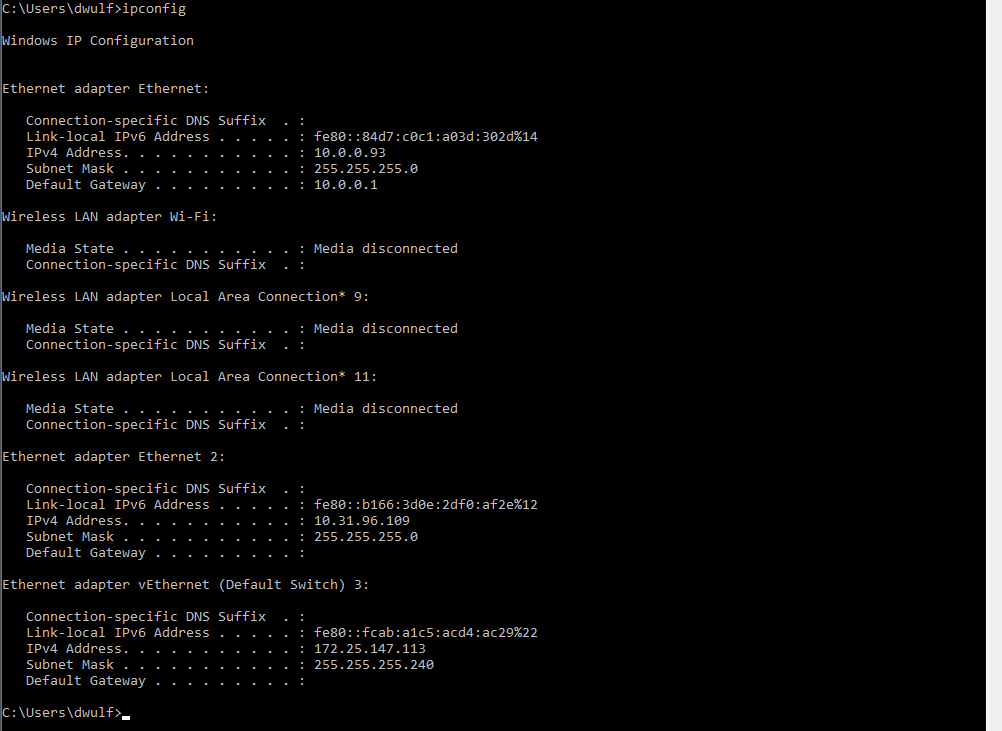 C:\Users\dwulf>ipconfig
Windows IP Configuration
Ethernet adapter Ethernet:
Connection-specific DNS Suffix  . :
Link-local IPv6 Address . . . . . : fe80::84d7:c0c1:a03d:302d%14
IPv4 Address. . . . . . . . . . . : 10.0.0.93
Subnet Mask . . . . . . . . . . . : 255.255.255.0
Default Gateway . . . . . . . . . : 10.0.0.1
Wireless LAN adapter Wi-Fi:
Media State . . . . . . . . . . . : Media disconnected
Connection-specific DNS Suffix  . :
Wireless LAN adapter Local Area Connection* 9:
Media State . . . . . . . . . . . : Media disconnected
Connection-specific DNS Suffix  . :
Wireless LAN adapter Local Area Connection* 11:
Media State . . . . . . . . . . . : Media disconnected
Connection-specific DNS Suffix  . :
Ethernet adapter Ethernet 2:
Connection-specific DNS Suffix  . :
Link-local IPv6 Address . . . . . : fe80::b166:3d0e:2df0:af2e%12
IPv4 Address. . . . . . . . . . . : 10.31.96.109
Subnet Mask . . . . . . . . . . . : 255.255.255.0
Default Gateway . . . . . . . . . :
Ethernet adapter vEthernet (Default Switch) 3:
Connection-specific DNS Suffix  . :
Link-local IPv6 Address . . . . . : fe80::fcab:a1c5:acd4:ac29%22
IPv4 Address. . . . . . . . . . . : 172.25.147.113
Subnet Mask . . . . . . . . . . . : 255.255.255.240
Default Gateway . . . . . . . . . :
C:\Users\dwulf>